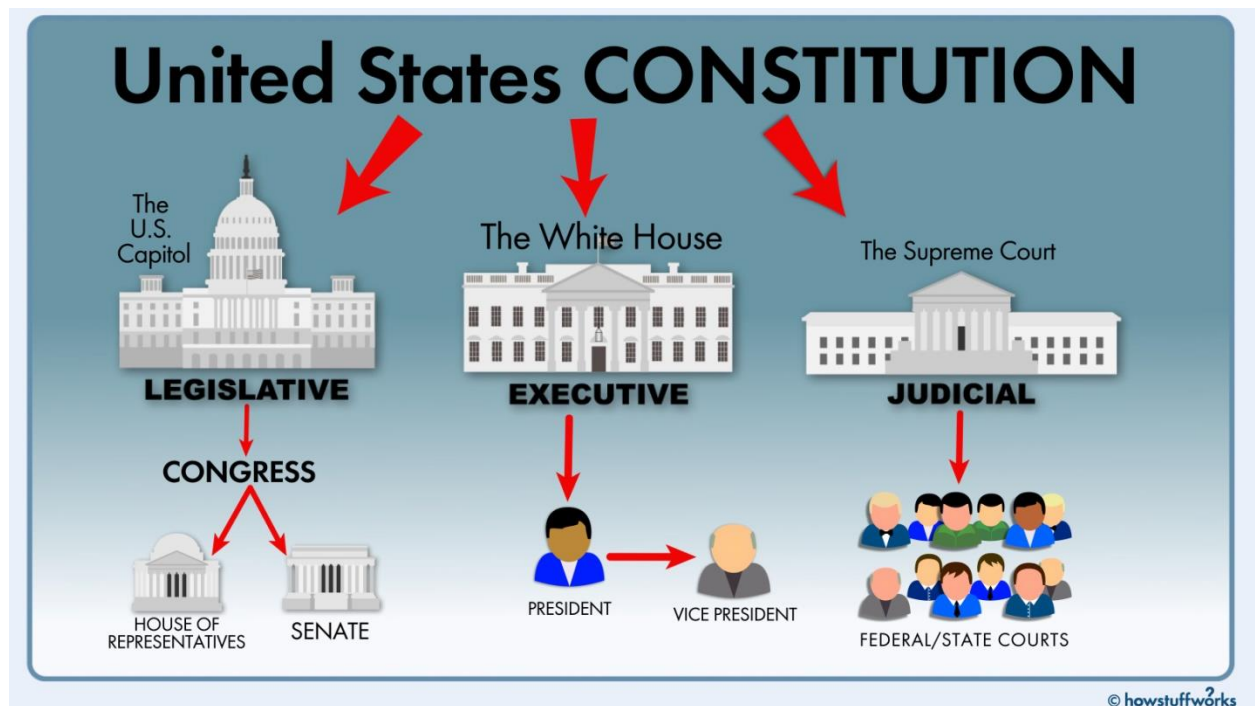 United States CONSTITUTION
The
U.S.
Capitol
The White House
The Supreme Court
LEGISLATIVE
EXECUTIVE
JUDICIAL
CONGRESS
HOUSE OF
REPRESENTATIVES
SENATE
PRESIDENT
VICE PRESIDENT
FEDERAL/STATE COURTS
© howstuffworks